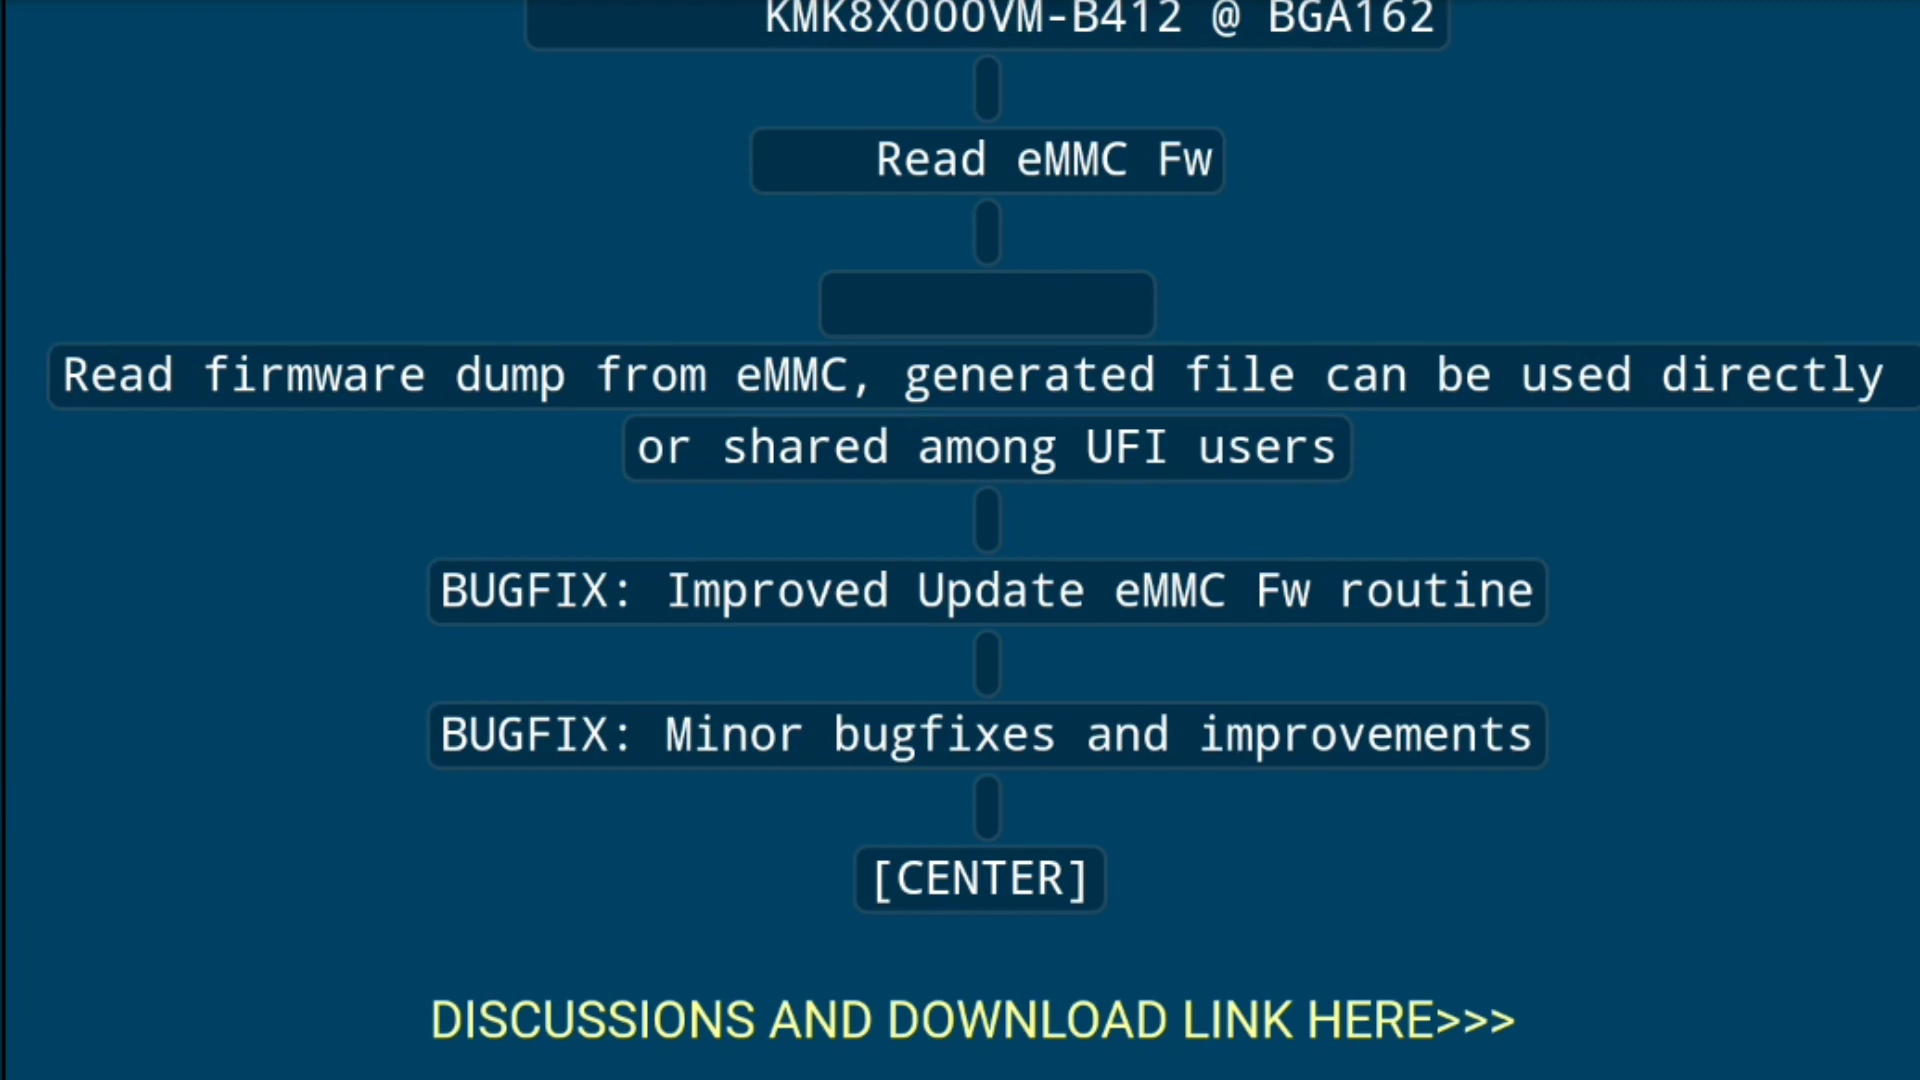 KMK8X000VM-B412 @ BGA162
Read eMMC Fw
Read firmware dump from eMMC, generated file can be used directly
or shared among UFI users
BUGFIX: Improved Update eMMC Fw routine
BUGFIX: Minor bugfixes and improvements
[CENTER]
DISCUSSIONS AND DOWNLOAD LINK HERE>>>